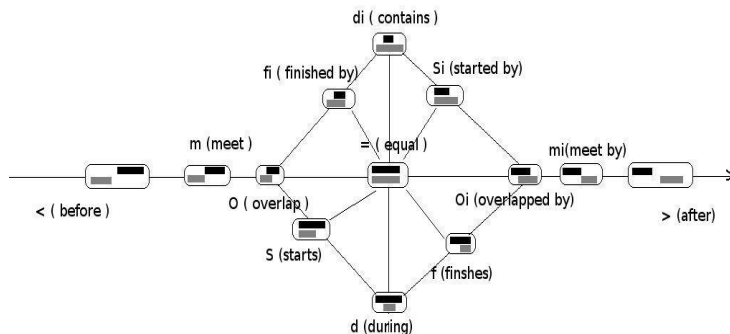 di ( contains )
fi ( finished by)
Si (started by)
m (meet )
= ( equal )
mi(meet by)
< ( before )
O ( overlap )
Oi (overlapped by)
> (after)
S (starts)
f (finshes)
d (during)